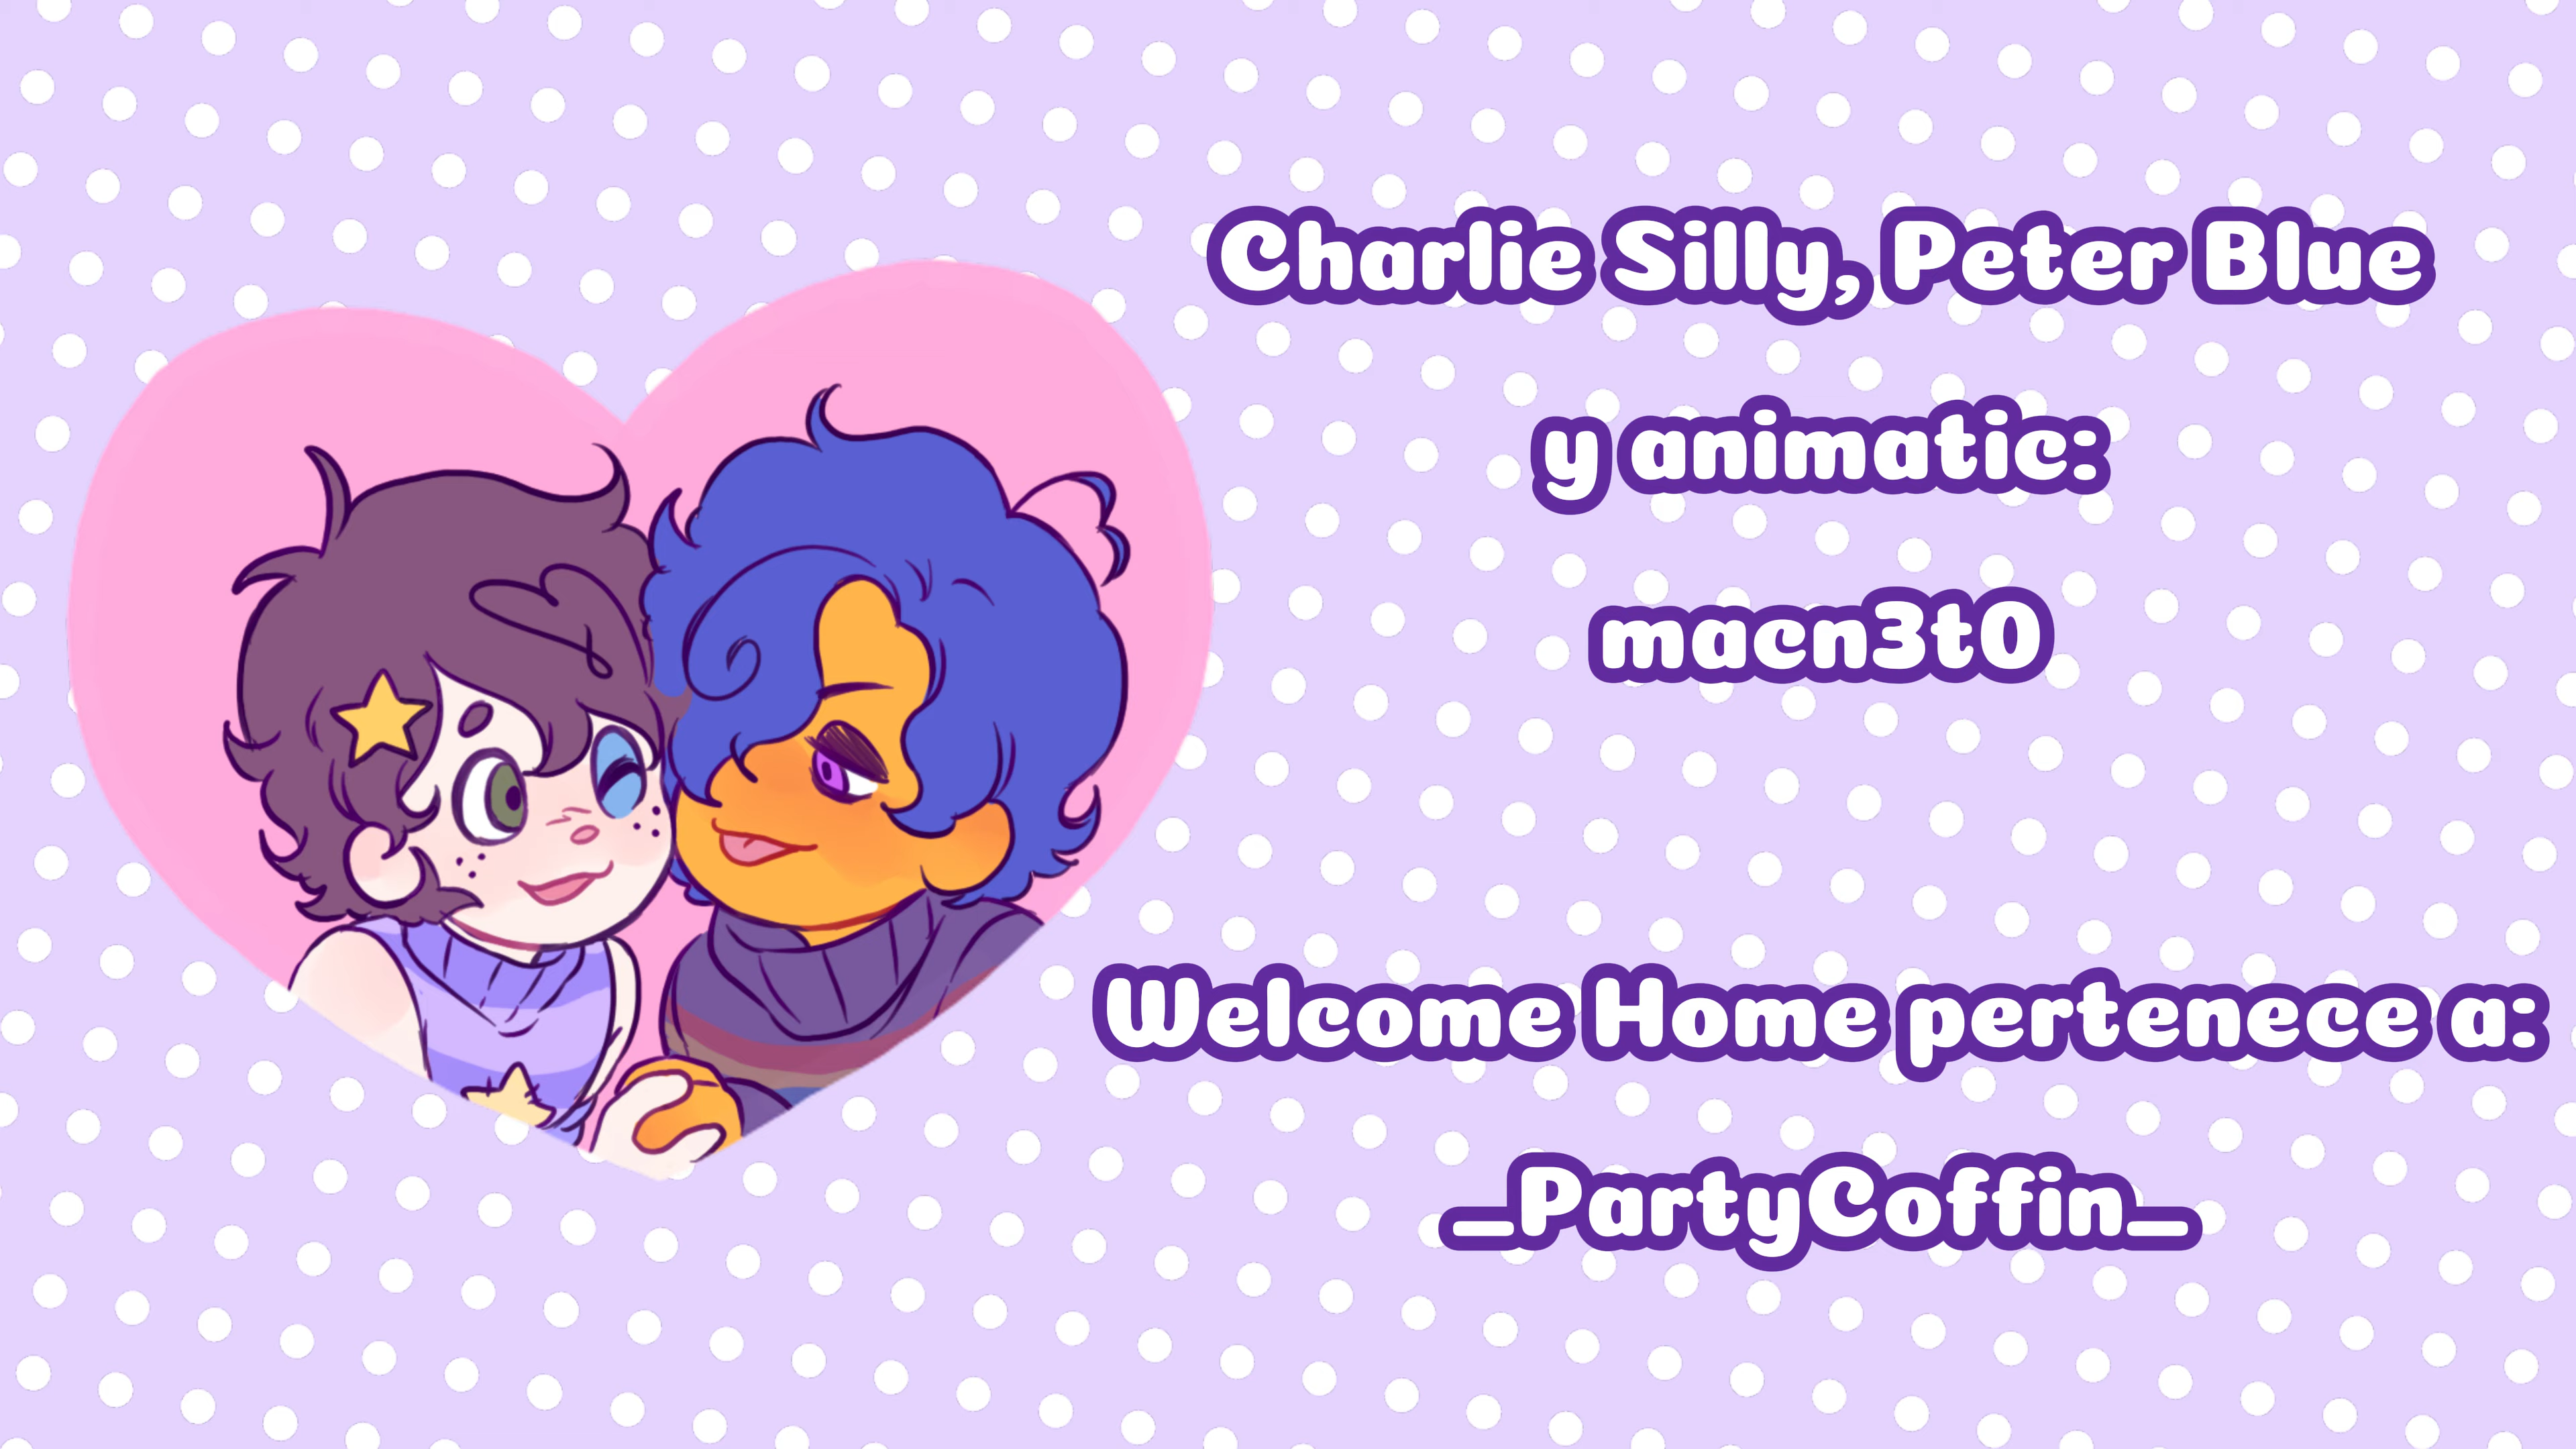 Charlie Silly, Peter Blue
y animatic:
macn3t0
Welcome Home pertenece a:
_PartyCoffin_